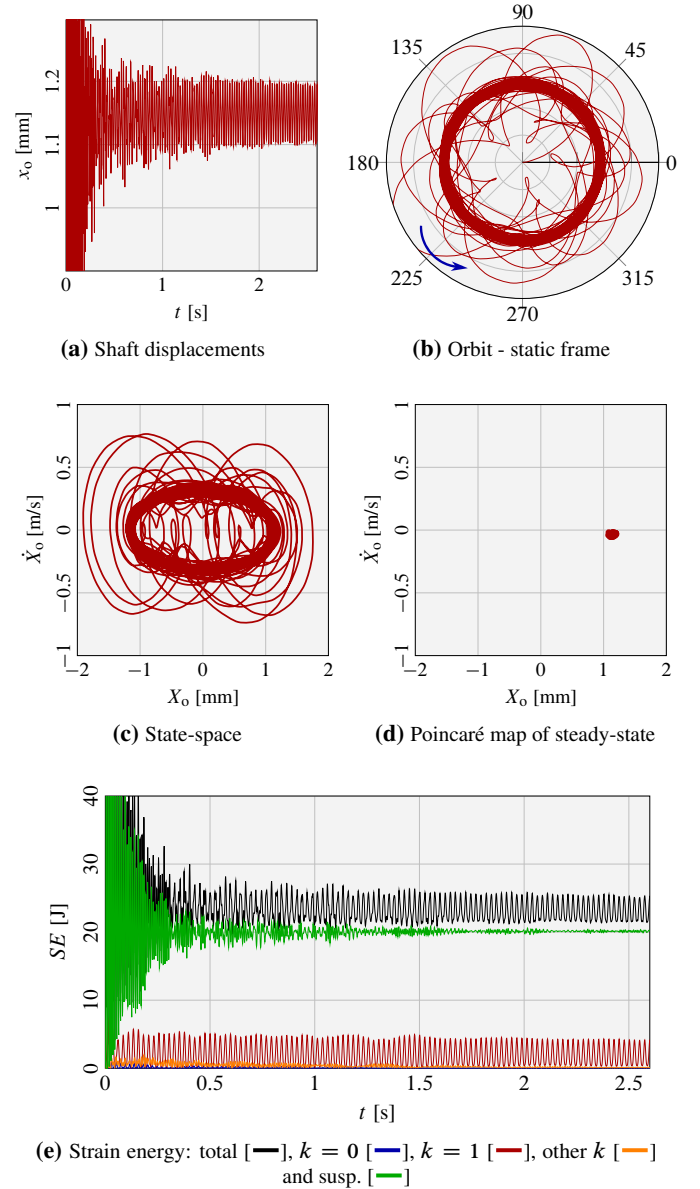 1.2
1.1
1
x_o [mm]
0 1 2
t [s]
(a) Shaft displacements
90
135 45
180 0
225 315
270
(b) Orbit - static frame
1
0.5
0
−0.5
−1
Ẋ_o [m/s]
−2 −1 0 1 2
X_o [mm]
(c) State-space
1
0.5
0
−0.5
−1
Ẋ_o [m/s]
−2 −1 0 1 2
X_o [mm]
(d) Poincaré map of steady-state
40
30
20
10
0
SE [J]
0 0.5 1 1.5 2 2.5
t [s]
(e) Strain energy: total [━], k = 0 [━], k = 1 [━], other k [━]
and susp. [━]